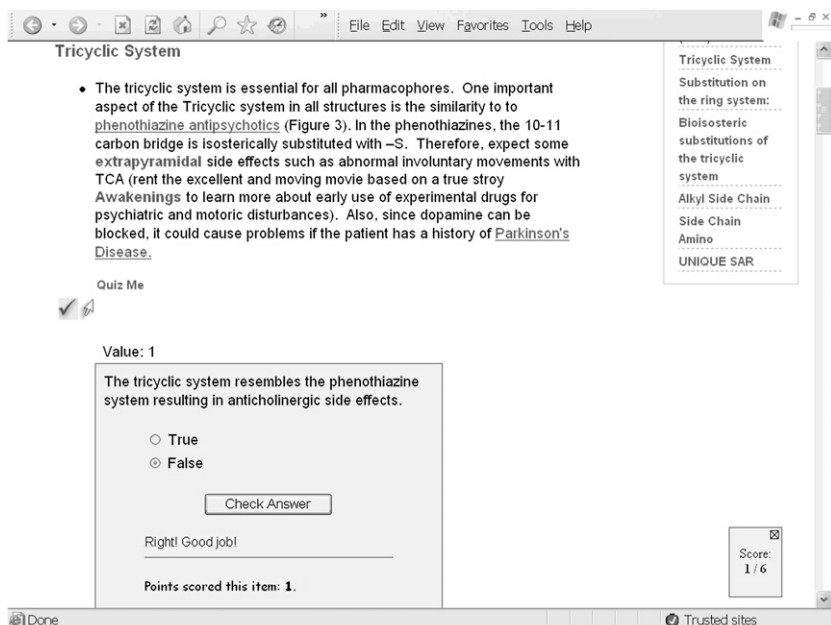 » File Edit View Favorites Tools Help
Tricyclic System
• The tricyclic system is essential for all pharmacophores. One important
aspect of the Tricyclic system in all structures is the similarity to to
phenothiazine antipsychotics (Figure 3). In the phenothiazines, the 10-11
carbon bridge is isosterically substituted with –S. Therefore, expect some
extrapyramidal side effects such as abnormal involuntary movements with
TCA (rent the excellent and moving movie based on a true stroy
Awakenings to learn more about early use of experimental drugs for
psychiatric and motoric disturbances). Also, since dopamine can be
blocked, it could cause problems if the patient has a history of Parkinson's
Disease.
Quiz Me
Value: 1
The tricyclic system resembles the phenothiazine
system resulting in anticholinergic side effects.
True
False
Check Answer
Right! Good job!
Points scored this item: 1.
Tricyclic System
Substitution on
the ring system:
Bioisosteric
substitutions of
the tricyclic
system
Alkyl Side Chain
Side Chain
Amino
UNIQUE SAR
Score:
1 / 6
Done
Trusted sites